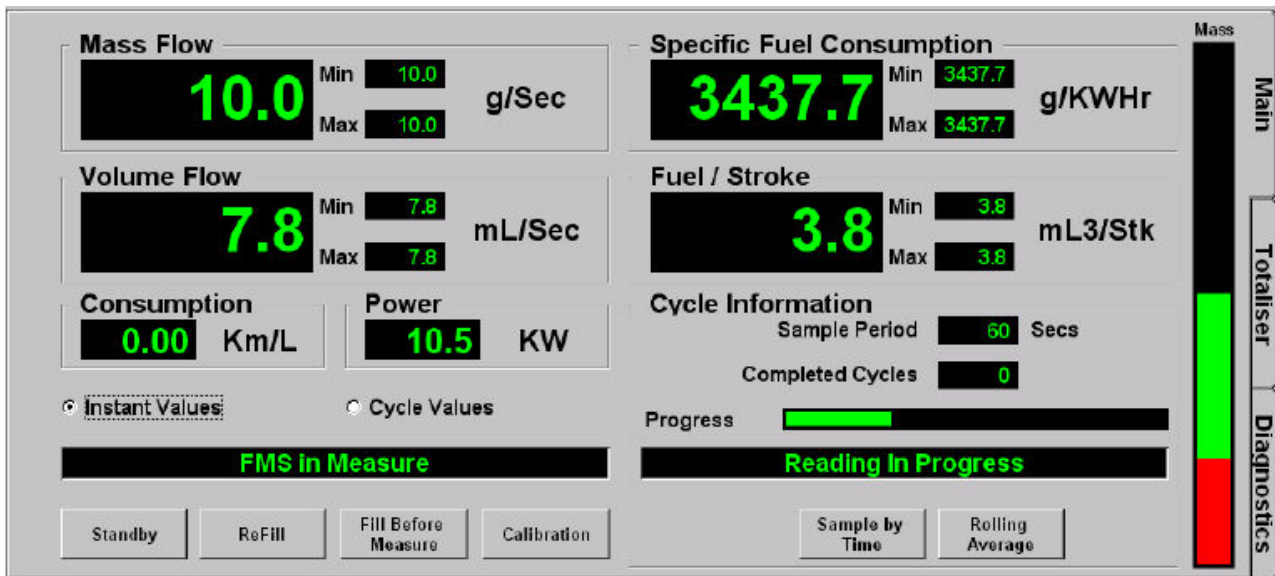 Mass Flow
10.0 Min 10.0 g/Sec
Max 10.0
Specific Fuel Consumption
3437.7 Min 3437.7 g/KWHr
Max 3437.7
Volume Flow
7.8 Min 7.8 mL/Sec
Max 7.8
Fuel / Stroke
3.8 Min 3.8 mL3/Stk
Max 3.8
Consumption
0.00 Km/L
Power
10.5 KW
Instant Values
Cycle Values
FMS in Measure
Standby
ReFill
Fill Before
Measure
Calibration
Cycle Information
Sample Period 60 Secs
Completed Cycles 0
Progress
Reading In Progress
Sample by
Time
Rolling
Average
Mass
Main
Totaliser
Diagnostics